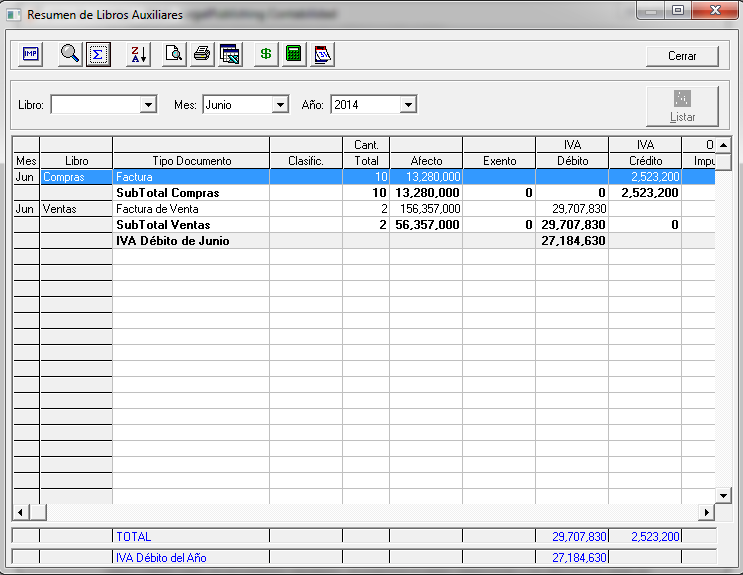 Resumen de Libros Auxiliares
IMP Σ Z A $ Cerrar
Libro: Mes: Junio Año: 2014 Listar
Cant. IVA IVA O
Mes Libro Tipo Documento Clasific. Total Afecto Exento Débito Crédito Impu
Jun Compras Factura 10 13,280,000 2,523,200
SubTotal Compras 10 13,280,000 0 0 2,523,200
Jun Ventas Factura de Venta 2 156,357,000 29,707,830
SubTotal Ventas 2 56,357,000 0 29,707,830 0
IVA Débito de Junio 27,184,630
TOTAL 29,707,830 2,523,200
IVA Débito del Año 27,184,630